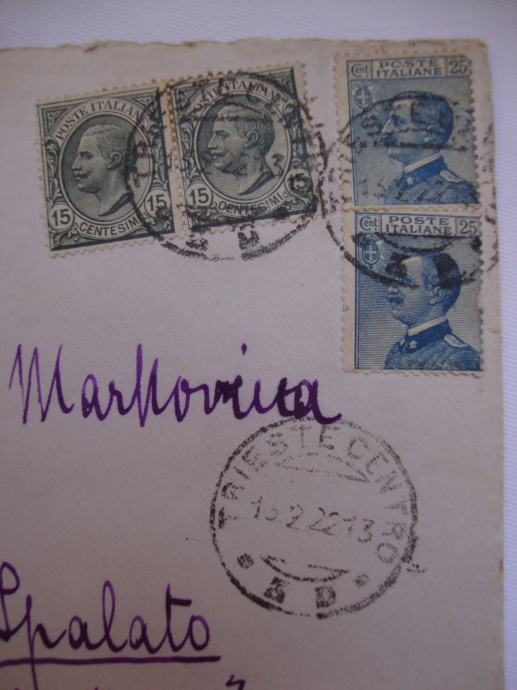 POSTE ITALIANE
15 CENTESIMI 15
15 CENTESIMI 15
Cent POSTE 25
ITALIANE
Cent POSTE 25
ITALIANE
TRIESTE CENTRO
2.22 13
Spalato